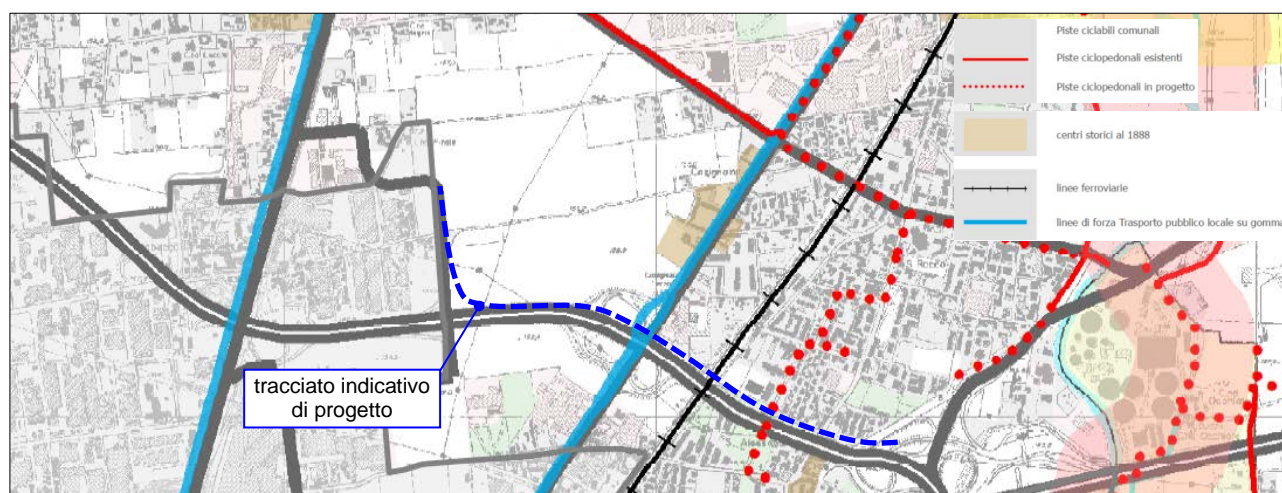 Piste ciclabili comunali
Piste ciclopedonali esistenti
Piste ciclopedonali in progetto
centri storici al 1888
linee ferroviarie
linee di forza Trasporto pubblico locale su gomma
S. Rocco
tracciato indicativo
di progetto